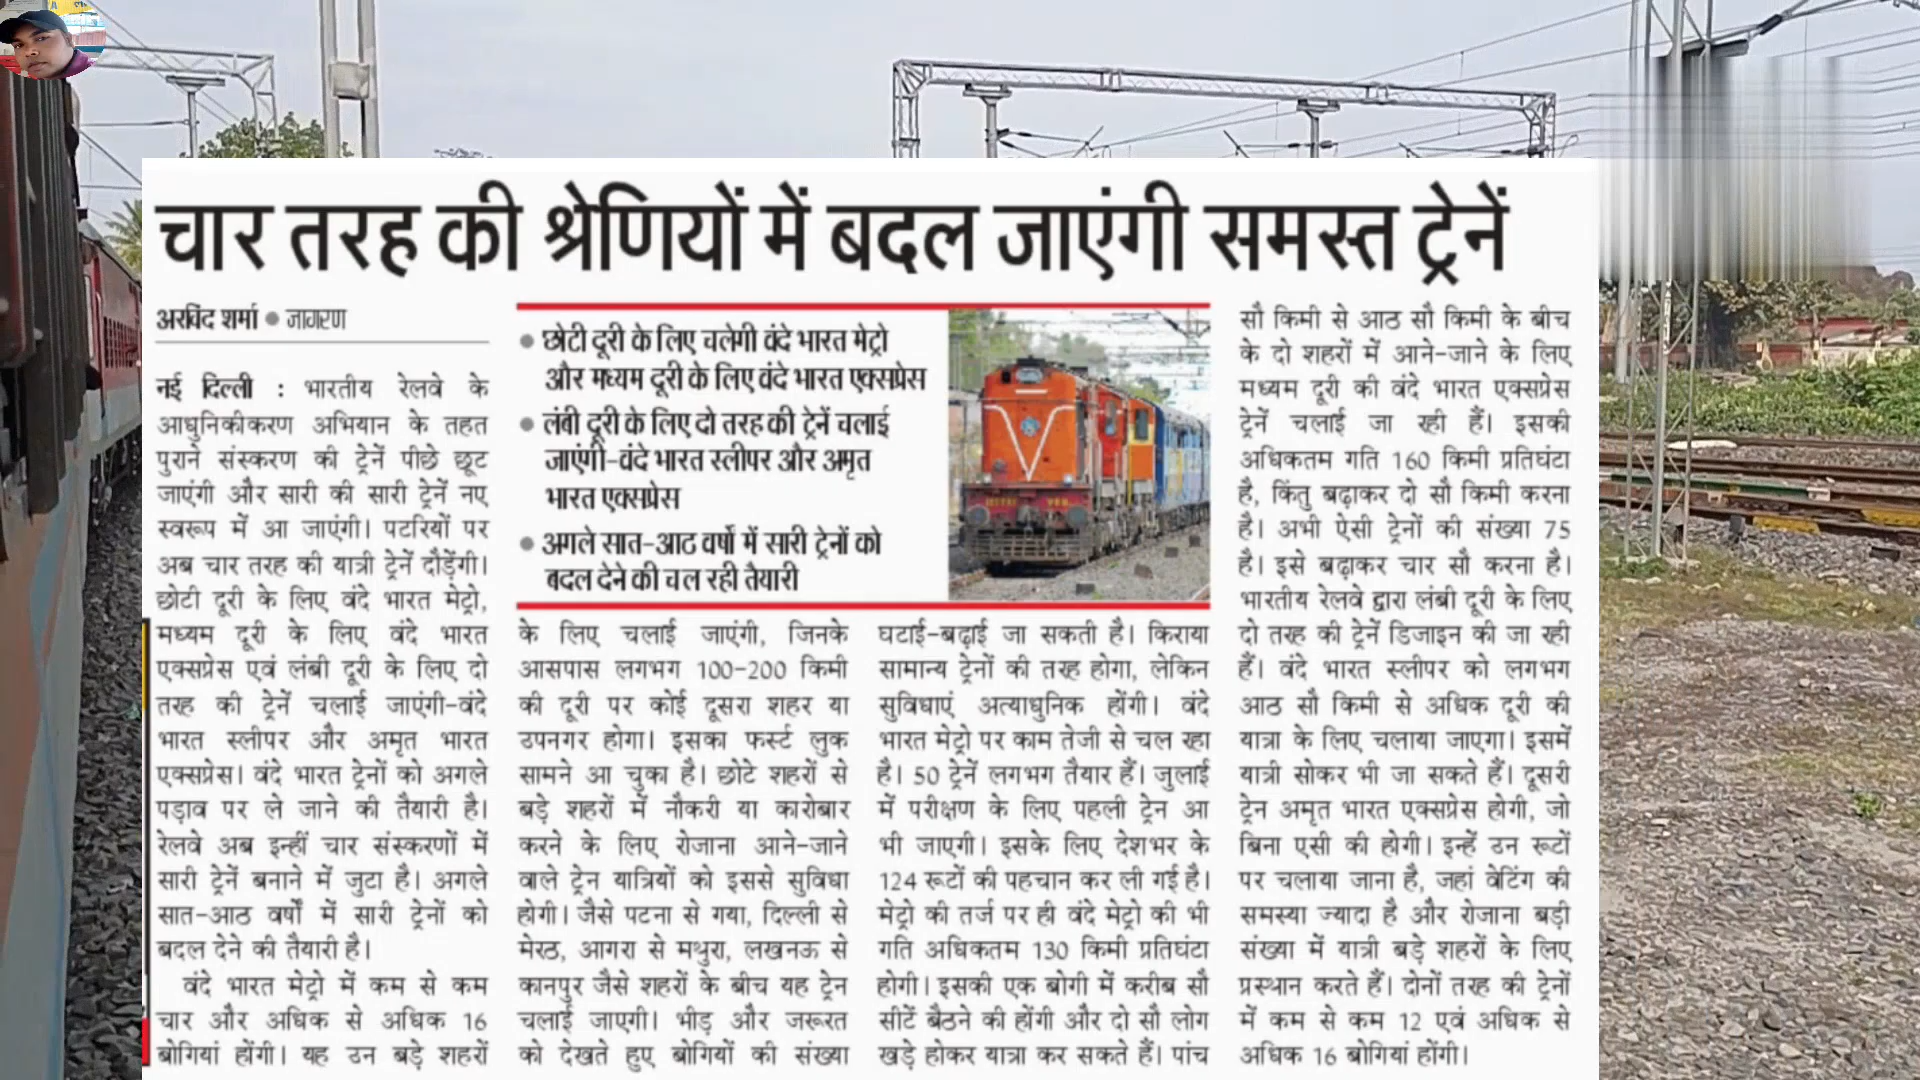 चार तरह की श्रेणियों में बदल जाएंगी समस्त ट्रेनें
अरविंद शर्मा ● जागरण
नई दिल्ली : भारतीय रेलवे के
आधुनिकीकरण अभियान के तहत
पुराने संस्करण की ट्रेनें पीछे छूट
जाएंगी और सारी की सारी ट्रेनें नए
स्वरूप में आ जाएंगी। पटरियों पर
अब चार तरह की यात्री ट्रेनें दौड़ेंगी।
छोटी दूरी के लिए वंदे भारत मेट्रो,
मध्यम दूरी के लिए वंदे भारत
एक्सप्रेस एवं लंबी दूरी के लिए दो
तरह की ट्रेनें चलाई जाएंगी-वंदे
भारत स्लीपर और अमृत भारत
एक्सप्रेस। वंदे भारत ट्रेनों को अगले
पड़ाव पर ले जाने की तैयारी है।
रेलवे अब इन्हीं चार संस्करणों में
सारी ट्रेनें बनाने में जुटा है। अगले
सात-आठ वर्षों में सारी ट्रेनों को
बदल देने की तैयारी है।
वंदे भारत मेट्रो में कम से कम
चार और अधिक से अधिक 16
बोगियां होंगी। यह उन बड़े शहरों
● छोटी दूरी के लिए चलेगी वंदे भारत मेट्रो
और मध्यम दूरी के लिए वंदे भारत एक्सप्रेस
● लंबी दूरी के लिए दो तरह की ट्रेनें चलाई
जाएंगी-वंदे भारत स्लीपर और अमृत
भारत एक्सप्रेस
● अगले सात-आठ वर्षों में सारी ट्रेनों को
बदल देने की चल रही तैयारी
के लिए चलाई जाएंगी, जिनके
आसपास लगभग 100-200 किमी
की दूरी पर कोई दूसरा शहर या
उपनगर होगा। इसका फर्स्ट लुक
सामने आ चुका है। छोटे शहरों से
बड़े शहरों में नौकरी या कारोबार
करने के लिए रोजाना आने-जाने
वाले ट्रेन यात्रियों को इससे सुविधा
होगी। जैसे पटना से गया, दिल्ली से
मेरठ, आगरा से मथुरा, लखनऊ से
कानपुर जैसे शहरों के बीच यह ट्रेन
चलाई जाएगी। भीड़ और जरूरत
को देखते हुए बोगियों की संख्या
घटाई-बढ़ाई जा सकती है। किराया
सामान्य ट्रेनों की तरह होगा, लेकिन
सुविधाएं अत्याधुनिक होंगी। वंदे
भारत मेट्रो पर काम तेजी से चल रहा
है। 50 ट्रेनें लगभग तैयार हैं। जुलाई
में परीक्षण के लिए पहली ट्रेन आ
भी जाएगी। इसके लिए देशभर के
124 रूटों की पहचान कर ली गई है।
मेट्रो की तर्ज पर ही वंदे मेट्रो की भी
गति अधिकतम 130 किमी प्रतिघंटा
होगी। इसकी एक बोगी में करीब सौ
सीटें बैठने की होंगी और दो सौ लोग
खड़े होकर यात्रा कर सकते हैं। पांच
सौ किमी से आठ सौ किमी के बीच
के दो शहरों में आने-जाने के लिए
मध्यम दूरी की वंदे भारत एक्सप्रेस
ट्रेनें चलाई जा रही हैं। इसकी
अधिकतम गति 160 किमी प्रतिघंटा
है, किंतु बढ़ाकर दो सौ किमी करना
है। अभी ऐसी ट्रेनों की संख्या 75
है। इसे बढ़ाकर चार सौ करना है।
भारतीय रेलवे द्वारा लंबी दूरी के लिए
दो तरह की ट्रेनें डिजाइन की जा रही
हैं। वंदे भारत स्लीपर को लगभग
आठ सौ किमी से अधिक दूरी की
यात्रा के लिए चलाया जाएगा। इसमें
यात्री सोकर भी जा सकते हैं। दूसरी
ट्रेन अमृत भारत एक्सप्रेस होगी, जो
बिना एसी की होगी। इन्हें उन रूटों
पर चलाया जाना है, जहां वेटिंग की
समस्या ज्यादा है और रोजाना बड़ी
संख्या में यात्री बड़े शहरों के लिए
प्रस्थान करते हैं। दोनों तरह की ट्रेनों
में कम से कम 12 एवं अधिक से
अधिक 16 बोगियां होंगी।